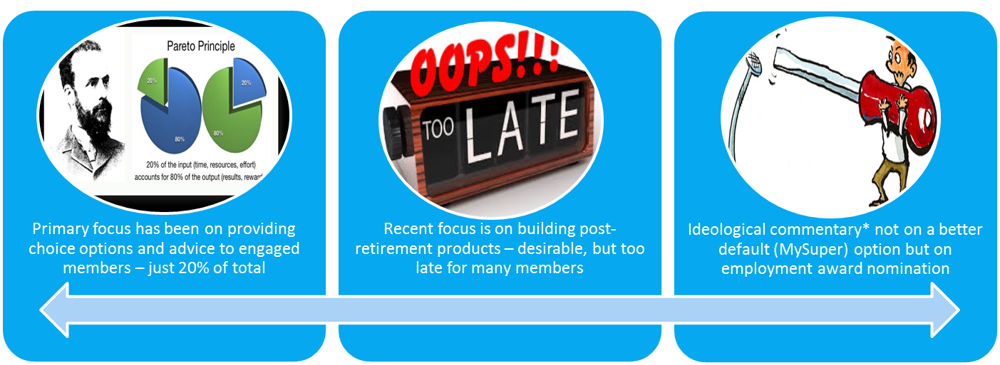 Pareto Principle
20%
20%
80%
80%
20% of the input (time, resources, effort)
accounts for 80% of the output (results,
Primary focus has been on providing
choice options and advice to engaged
members – just 20% of total
OOPS!!!
TOO LATE
Recent focus is on building post-
retirement products – desirable, but too
late for many members
Ideological commentary* not on a better
default (MySuper) option but on
employment award nomination